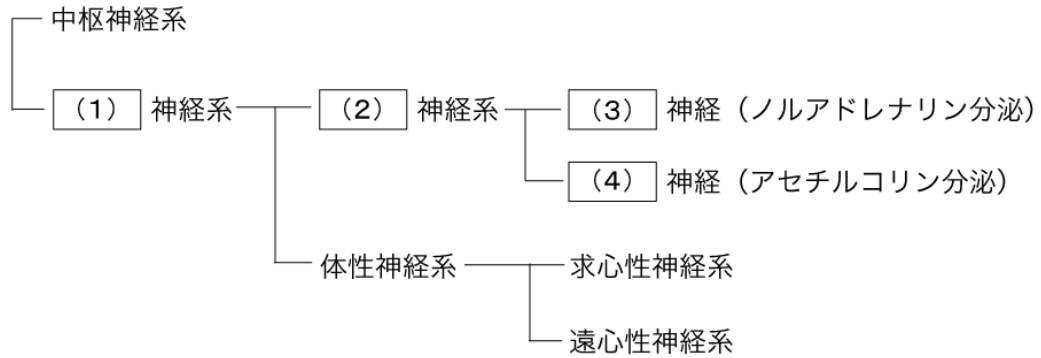 中枢神経系
（1） 神経系 （2） 神経系 （3） 神経（ノルアドレナリン分泌）
（4） 神経（アセチルコリン分泌）
体性神経系 求心性神経系
遠心性神経系